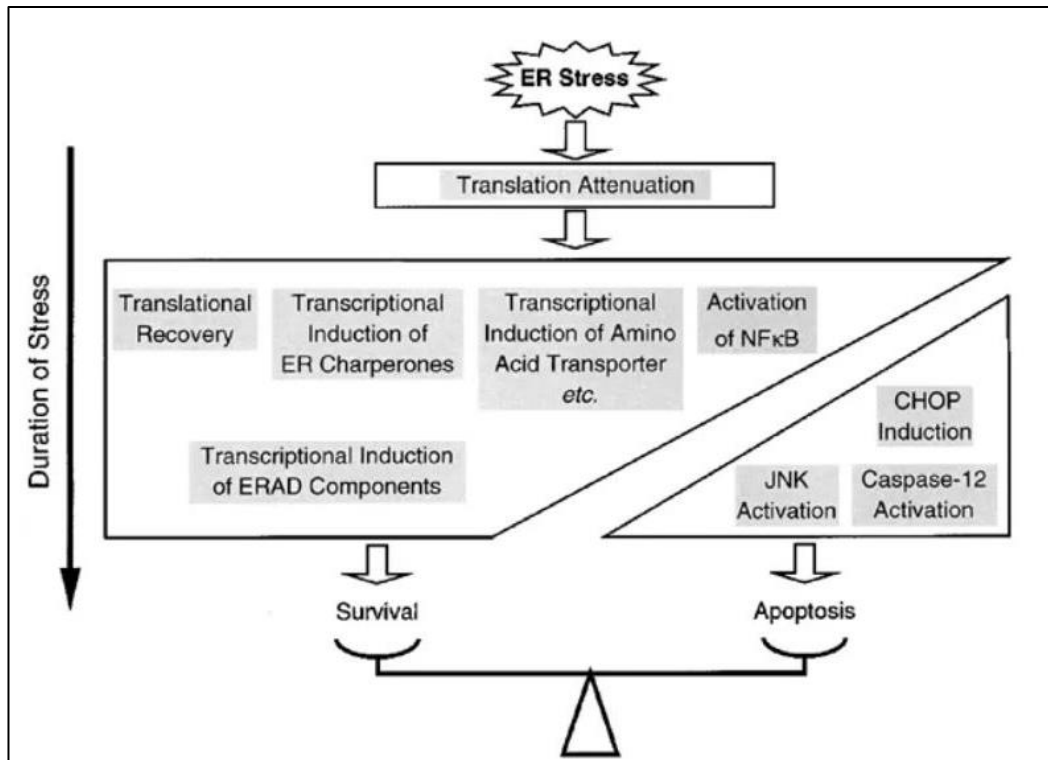 ER Stress
Translation Attenuation
Duration of Stress
Translational
Recovery
Transcriptional
Induction of
ER Charperones
Transcriptional
Induction of Amino
Acid Transporter
etc.
Activation
of NFκB
Transcriptional Induction
of ERAD Components
CHOP
Induction
JNK
Activation
Caspase-12
Activation
Survival
Apoptosis